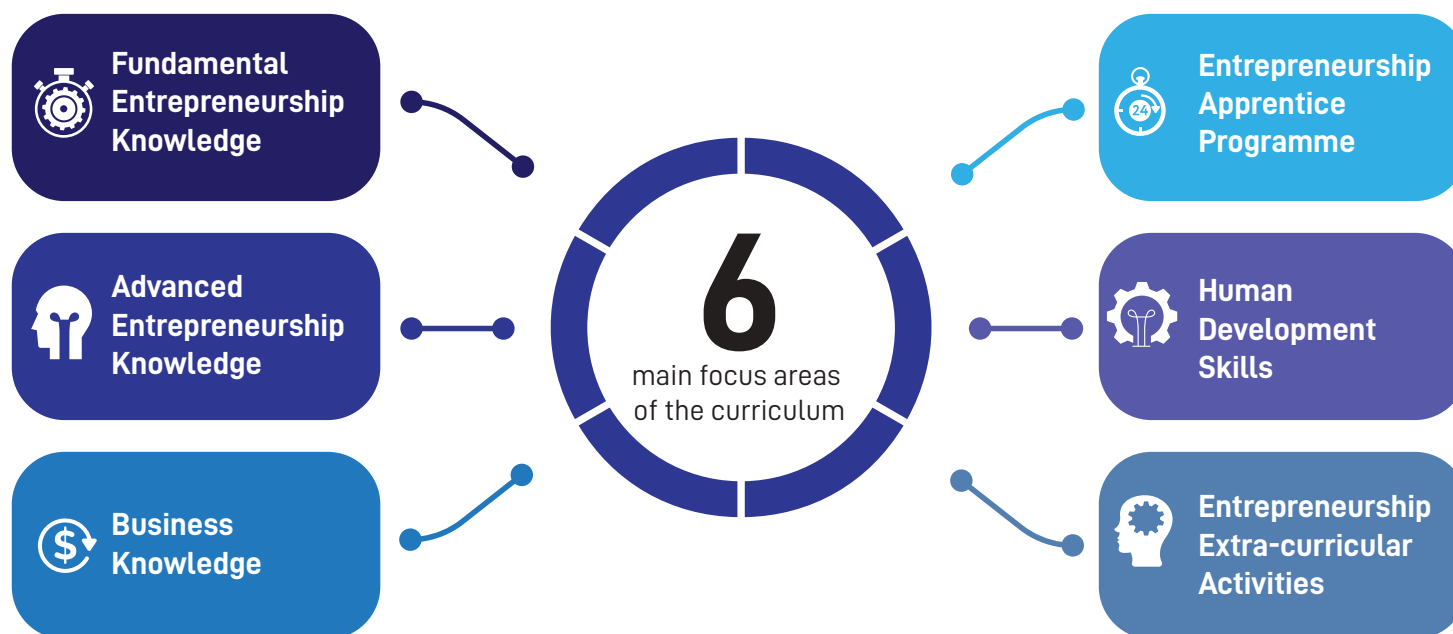 Fundamental
Entrepreneurship
Knowledge
Advanced
Entrepreneurship
Knowledge
$
Business
Knowledge
6
main focus areas
of the curriculum
24
Entrepreneurship
Apprentice
Programme
Human
Development
Skills
Entrepreneurship
Extra-curricular
Activities